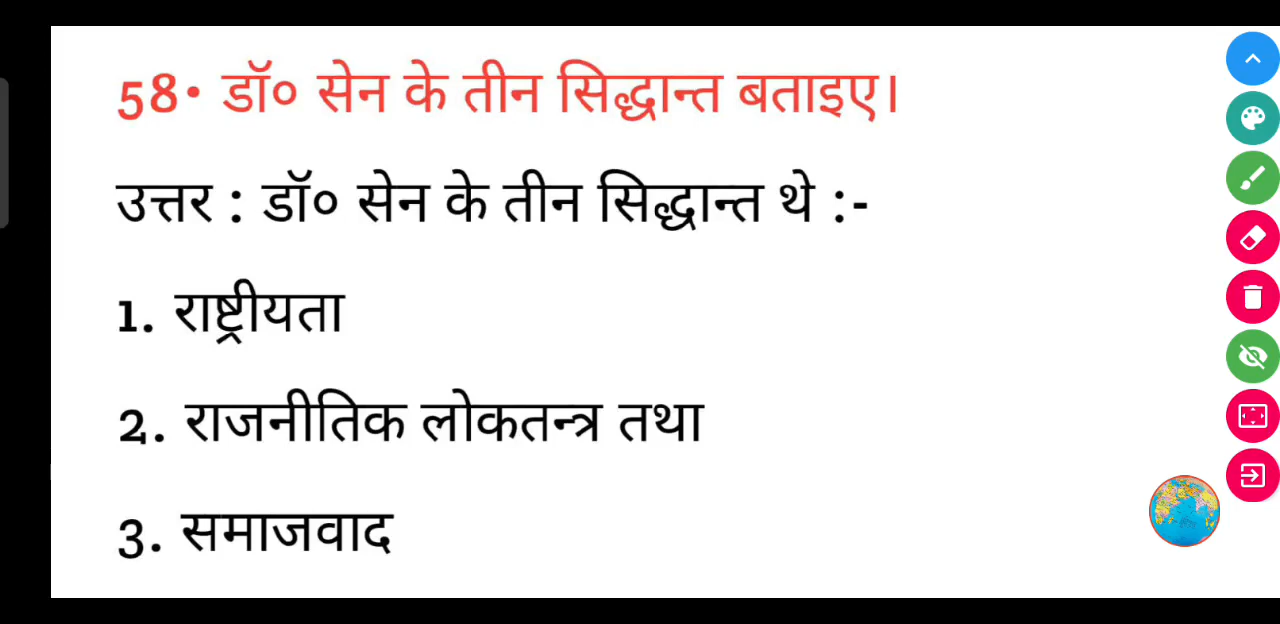 58• डॉ० सेन के तीन सिद्धान्त बताइए।
उत्तर : डॉ० सेन के तीन सिद्धान्त थे :-
1. राष्ट्रीयता
2. राजनीतिक लोकतन्त्र तथा
3. समाजवाद